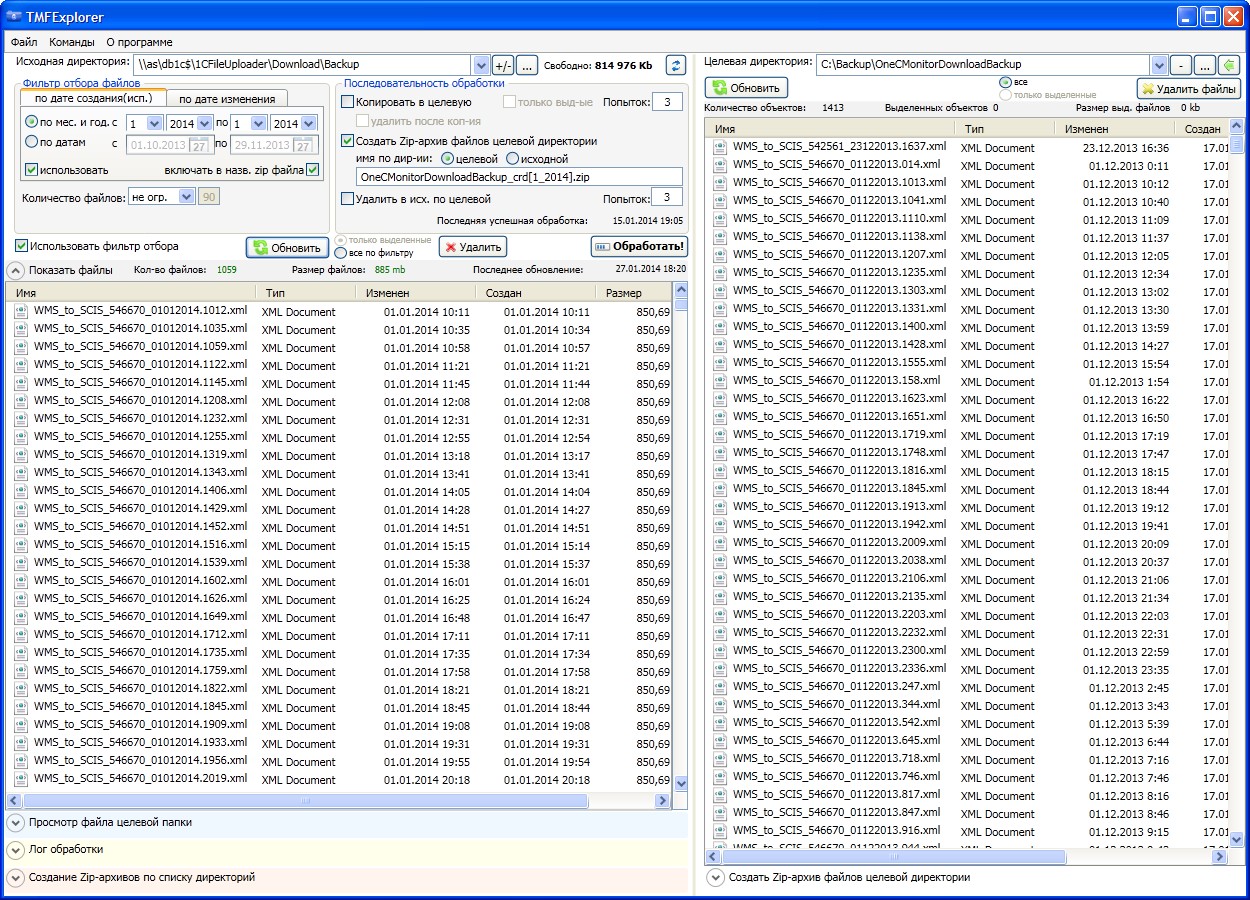 TMFExplorer
Файл Команды О программе
Исходная директория: \\as\db1c$\1CFileUploader\Download\Backup +/- ... Свободно: 814 976 Kb
Фильтр отбора файлов
по дате создания(исп.) по дате изменения
по мес. и год. с 1 2014 по 1 2014
по датам с 01.10.2013 27 по 29.11.2013 27
использовать включать в назв. zip файла
Количество файлов: не огр. 90
Использовать фильтр отбора Обновить
Последовательность обработки
Копировать в целевую только выд-ые Попыток: 3
удалить после коп-ия
Создать Zip-архив файлов целевой директории
имя по дир-ии: целевой исходной
OneCMonitorDownloadBackup_crd[1_2014].zip
Удалить в исх. по целевой Попыток: 3
Последняя успешная обработка: 15.01.2014 19:05
только выделенные
все по фильтру
Удалить Обработать!
Показать файлы Кол-во файлов: 1059 Размер файлов: 885 mb Последнее обновление: 27.01.2014 18:20
Имя Тип Изменен Создан Размер
WMS_to_SCIS_546670_01012014.1012.xml XML Document 01.01.2014 10:11 01.01.2014 10:11 850,69
WMS_to_SCIS_546670_01012014.1035.xml XML Document 01.01.2014 10:35 01.01.2014 10:34 850,69
WMS_to_SCIS_546670_01012014.1059.xml XML Document 01.01.2014 10:58 01.01.2014 10:57 850,69
WMS_to_SCIS_546670_01012014.1122.xml XML Document 01.01.2014 11:21 01.01.2014 11:21 850,69
WMS_to_SCIS_546670_01012014.1145.xml XML Document 01.01.2014 11:45 01.01.2014 11:44 850,69
WMS_to_SCIS_546670_01012014.1208.xml XML Document 01.01.2014 12:08 01.01.2014 12:08 850,69
WMS_to_SCIS_546670_01012014.1232.xml XML Document 01.01.2014 12:31 01.01.2014 12:31 850,69
WMS_to_SCIS_546670_01012014.1255.xml XML Document 01.01.2014 12:55 01.01.2014 12:54 850,69
WMS_to_SCIS_546670_01012014.1319.xml XML Document 01.01.2014 13:18 01.01.2014 13:17 850,69
WMS_to_SCIS_546670_01012014.1343.xml XML Document 01.01.2014 13:41 01.01.2014 13:41 850,69
WMS_to_SCIS_546670_01012014.1406.xml XML Document 01.01.2014 14:05 01.01.2014 14:04 850,69
WMS_to_SCIS_546670_01012014.1429.xml XML Document 01.01.2014 14:28 01.01.2014 14:27 850,69
WMS_to_SCIS_546670_01012014.1452.xml XML Document 01.01.2014 14:51 01.01.2014 14:51 850,69
WMS_to_SCIS_546670_01012014.1516.xml XML Document 01.01.2014 15:15 01.01.2014 15:14 850,69
WMS_to_SCIS_546670_01012014.1539.xml XML Document 01.01.2014 15:38 01.01.2014 15:37 850,69
WMS_to_SCIS_546670_01012014.1602.xml XML Document 01.01.2014 16:01 01.01.2014 16:01 850,69
WMS_to_SCIS_546670_01012014.1626.xml XML Document 01.01.2014 16:25 01.01.2014 16:24 850,69
WMS_to_SCIS_546670_01012014.1649.xml XML Document 01.01.2014 16:48 01.01.2014 16:47 850,69
WMS_to_SCIS_546670_01012014.1712.xml XML Document 01.01.2014 17:11 01.01.2014 17:11 850,69
WMS_to_SCIS_546670_01012014.1735.xml XML Document 01.01.2014 17:35 01.01.2014 17:34 850,69
WMS_to_SCIS_546670_01012014.1759.xml XML Document 01.01.2014 17:58 01.01.2014 17:58 850,69
WMS_to_SCIS_546670_01012014.1822.xml XML Document 01.01.2014 18:21 01.01.2014 18:21 850,69
WMS_to_SCIS_546670_01012014.1845.xml XML Document 01.01.2014 18:45 01.01.2014 18:44 850,69
WMS_to_SCIS_546670_01012014.1909.xml XML Document 01.01.2014 19:08 01.01.2014 19:08 850,69
WMS_to_SCIS_546670_01012014.1933.xml XML Document 01.01.2014 19:31 01.01.2014 19:31 850,69
WMS_to_SCIS_546670_01012014.1956.xml XML Document 01.01.2014 19:55 01.01.2014 19:54 850,69
WMS_to_SCIS_546670_01012014.2019.xml XML Document 01.01.2014 20:18 01.01.2014 20:18 850,69
Просмотр файла целевой папки
Лог обработки
Создание Zip-архивов по списку директорий
Целевая директория: C:\Backup\OneCMonitorDownloadBackup - ...
Обновить все
только выделенные Удалить файлы
Количество объектов: 1413 Выделенных объектов 0 Размер выд. файлов 0 kb
Имя Тип Изменен Создан
WMS_to_SCIS_542561_23122013.1637.xml XML Document 23.12.2013 16:36 17.01
WMS_to_SCIS_546670_01122013.014.xml XML Document 01.12.2013 0:11 17.01
WMS_to_SCIS_546670_01122013.1013.xml XML Document 01.12.2013 10:12 17.01
WMS_to_SCIS_546670_01122013.1041.xml XML Document 01.12.2013 10:40 17.01
WMS_to_SCIS_546670_01122013.1110.xml XML Document 01.12.2013 11:09 17.01
WMS_to_SCIS_546670_01122013.1138.xml XML Document 01.12.2013 11:37 17.01
WMS_to_SCIS_546670_01122013.1207.xml XML Document 01.12.2013 12:05 17.01
WMS_to_SCIS_546670_01122013.1235.xml XML Document 01.12.2013 12:34 17.01
WMS_to_SCIS_546670_01122013.1303.xml XML Document 01.12.2013 13:02 17.01
WMS_to_SCIS_546670_01122013.1331.xml XML Document 01.12.2013 13:30 17.01
WMS_to_SCIS_546670_01122013.1400.xml XML Document 01.12.2013 13:59 17.01
WMS_to_SCIS_546670_01122013.1428.xml XML Document 01.12.2013 14:27 17.01
WMS_to_SCIS_546670_01122013.1555.xml XML Document 01.12.2013 15:54 17.01
WMS_to_SCIS_546670_01122013.158.xml XML Document 01.12.2013 1:54 17.01
WMS_to_SCIS_546670_01122013.1623.xml XML Document 01.12.2013 16:22 17.01
WMS_to_SCIS_546670_01122013.1651.xml XML Document 01.12.2013 16:50 17.01
WMS_to_SCIS_546670_01122013.1719.xml XML Document 01.12.2013 17:19 17.01
WMS_to_SCIS_546670_01122013.1748.xml XML Document 01.12.2013 17:47 17.01
WMS_to_SCIS_546670_01122013.1816.xml XML Document 01.12.2013 18:15 17.01
WMS_to_SCIS_546670_01122013.1845.xml XML Document 01.12.2013 18:44 17.01
WMS_to_SCIS_546670_01122013.1913.xml XML Document 01.12.2013 19:12 17.01
WMS_to_SCIS_546670_01122013.1942.xml XML Document 01.12.2013 19:41 17.01
WMS_to_SCIS_546670_01122013.2009.xml XML Document 01.12.2013 20:09 17.01
WMS_to_SCIS_546670_01122013.2038.xml XML Document 01.12.2013 20:37 17.01
WMS_to_SCIS_546670_01122013.2106.xml XML Document 01.12.2013 21:06 17.01
WMS_to_SCIS_546670_01122013.2135.xml XML Document 01.12.2013 21:34 17.01
WMS_to_SCIS_546670_01122013.2203.xml XML Document 01.12.2013 22:03 17.01
WMS_to_SCIS_546670_01122013.2232.xml XML Document 01.12.2013 22:31 17.01
WMS_to_SCIS_546670_01122013.2300.xml XML Document 01.12.2013 22:59 17.01
WMS_to_SCIS_546670_01122013.2336.xml XML Document 01.12.2013 23:35 17.01
WMS_to_SCIS_546670_01122013.247.xml XML Document 01.12.2013 2:45 17.01
WMS_to_SCIS_546670_01122013.344.xml XML Document 01.12.2013 3:43 17.01
WMS_to_SCIS_546670_01122013.542.xml XML Document 01.12.2013 5:39 17.01
WMS_to_SCIS_546670_01122013.645.xml XML Document 01.12.2013 6:44 17.01
WMS_to_SCIS_546670_01122013.718.xml XML Document 01.12.2013 7:16 17.01
WMS_to_SCIS_546670_01122013.746.xml XML Document 01.12.2013 7:46 17.01
WMS_to_SCIS_546670_01122013.817.xml XML Document 01.12.2013 8:16 17.01
WMS_to_SCIS_546670_01122013.847.xml XML Document 01.12.2013 8:46 17.01
WMS_to_SCIS_546670_01122013.916.xml XML Document 01.12.2013 9:15 17.01
Создать Zip-архив файлов целевой директории